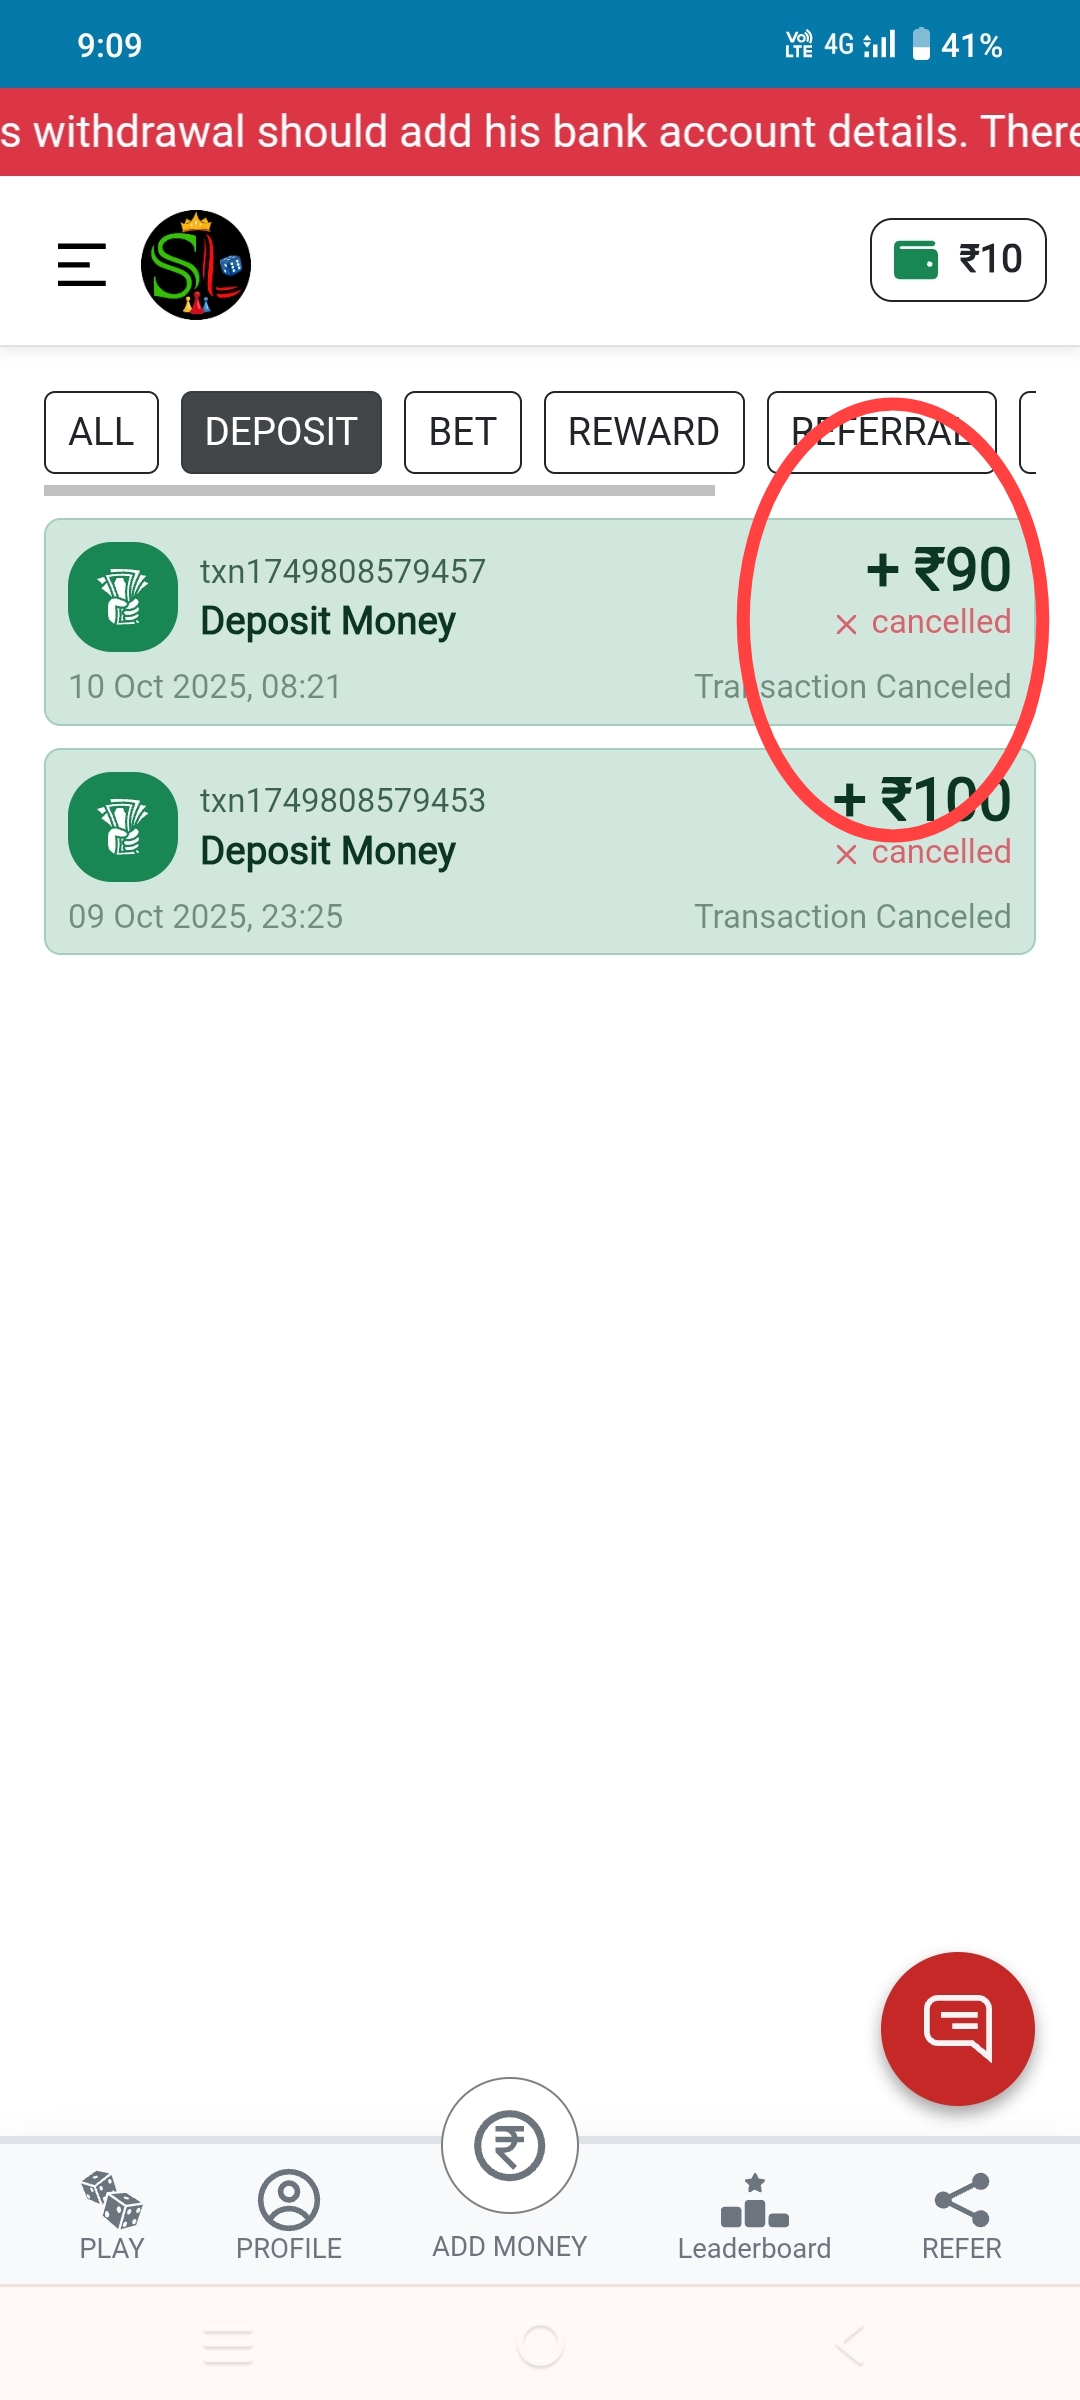 9:09
Vo)) LTE 4G 41%
s withdrawal should add his bank account details. There
SL
₹10
ALL DEPOSIT BET REWARD REFERRAL
txn1749808579457
+ ₹90
Deposit Money
× cancelled
10 Oct 2025, 08:21
Transaction Canceled
txn1749808579453
+ ₹100
Deposit Money
× cancelled
09 Oct 2025, 23:25
Transaction Canceled
₹
PLAY PROFILE ADD MONEY Leaderboard REFER